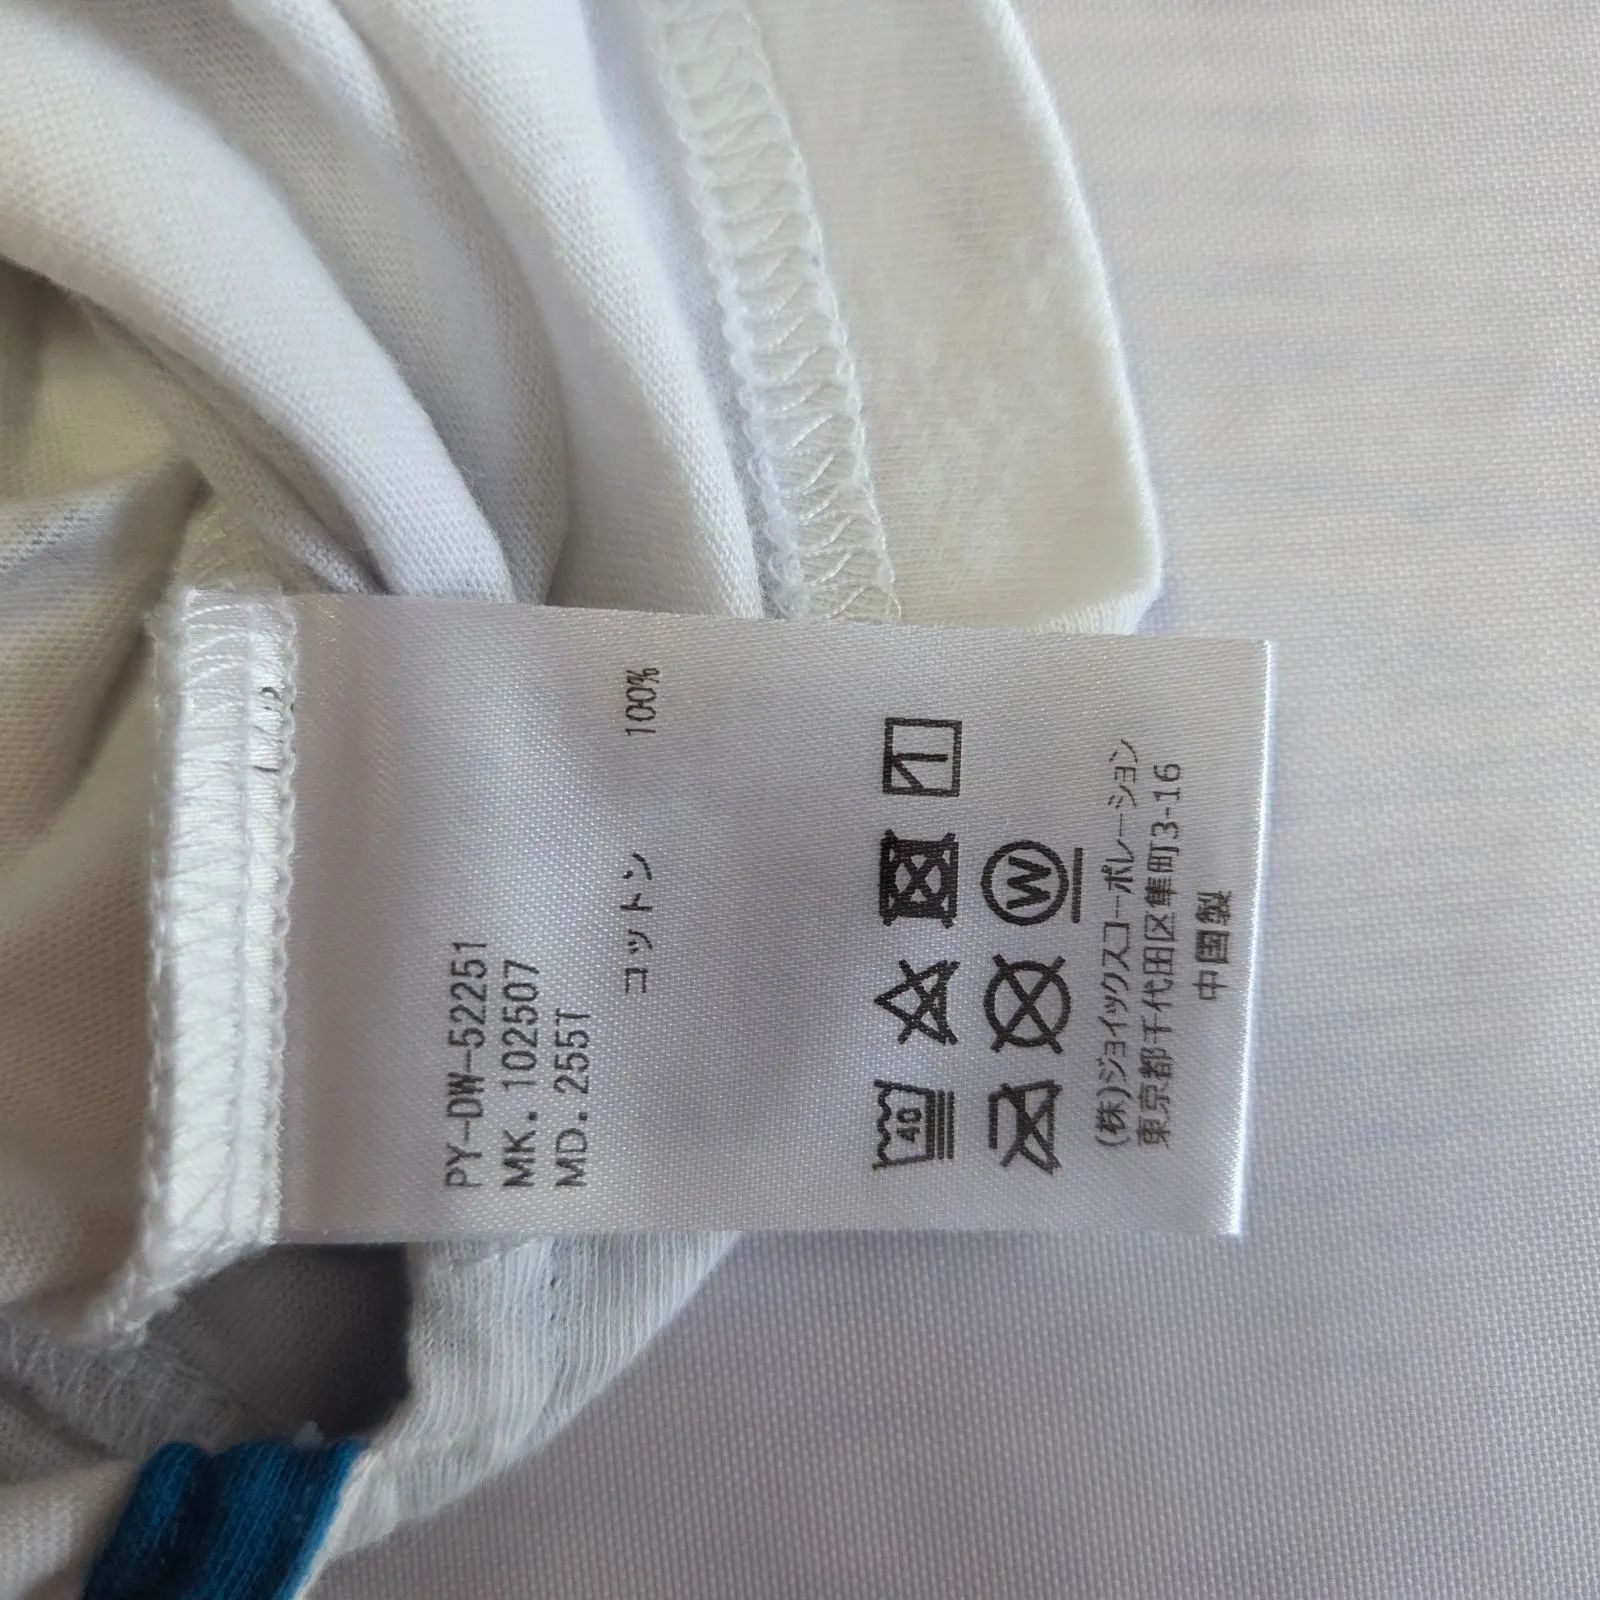 PY-DW-52251
MK. 102507
MD. 255T
コットン 100%
40
W
(株)ジョイックスコーポレーション
東京都千代田区隼町3-16
中国製